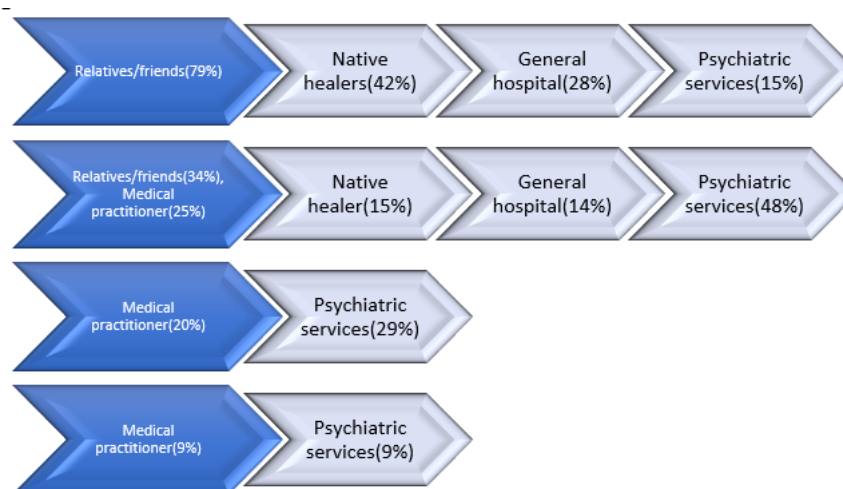 Relatives/friends(79%)
Native
healers(42%)
General
hospital(28%)
Psychiatric
services(15%)
Relatives/friends(34%),
Medical
practitioner(25%)
Native
healer(15%)
General
hospital(14%)
Psychiatric
services(48%)
Medical
practitioner(20%)
Psychiatric
services(29%)
Medical
practitioner(9%)
Psychiatric
services(9%)